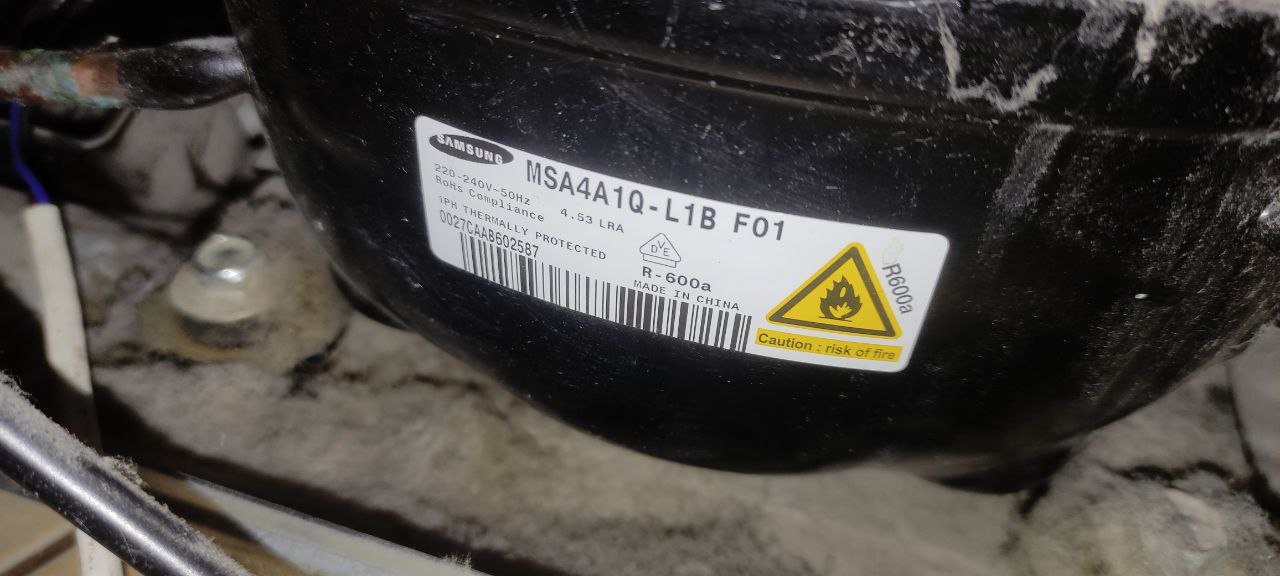 SAMSUNG
MSA4A1Q-L1B F01
220-240V~50Hz
RoHs Compliance 4.53 LRA
1PH THERMALLY PROTECTED
0027CAAB602587
VDE
R-600a
MADE IN CHINA
R600a
Caution : risk of fire